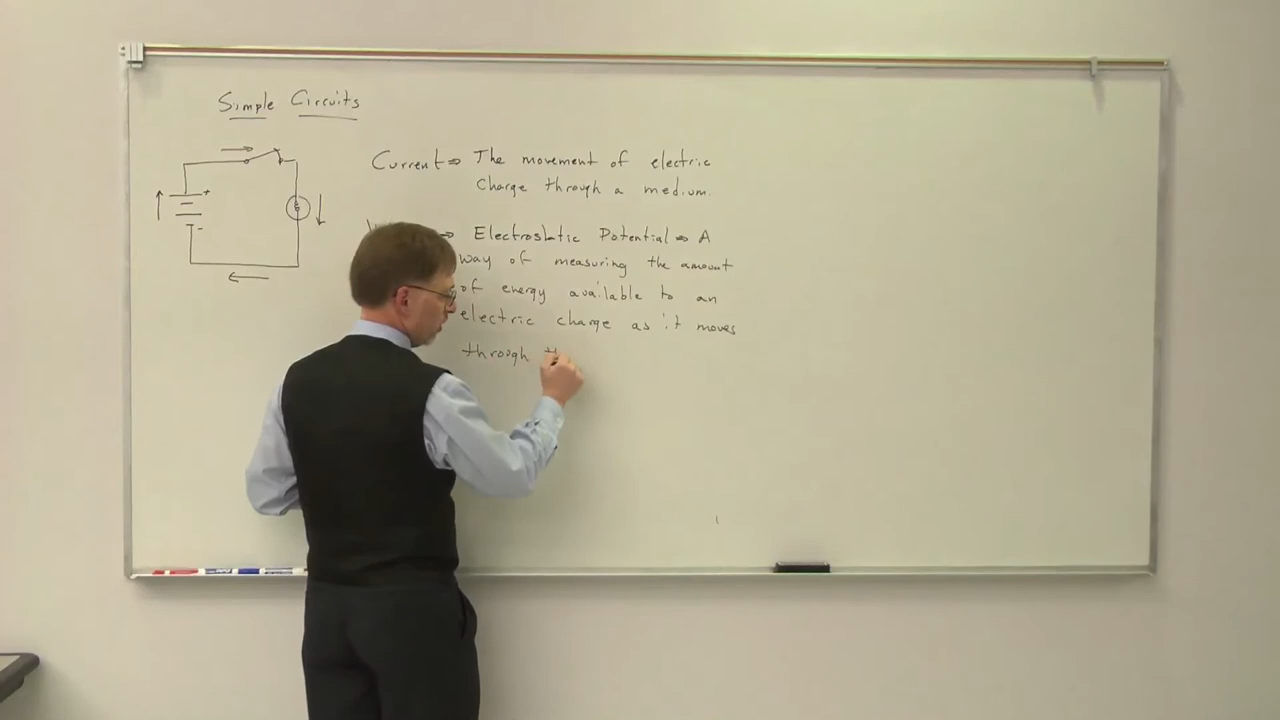 Simple Circuits
Current ⇒ The movement of electric
charge through a medium.
⇒ Electrostatic Potential ⇒ A
way of measuring the amount
of energy available to an
electric charge as it moves
through
+
-